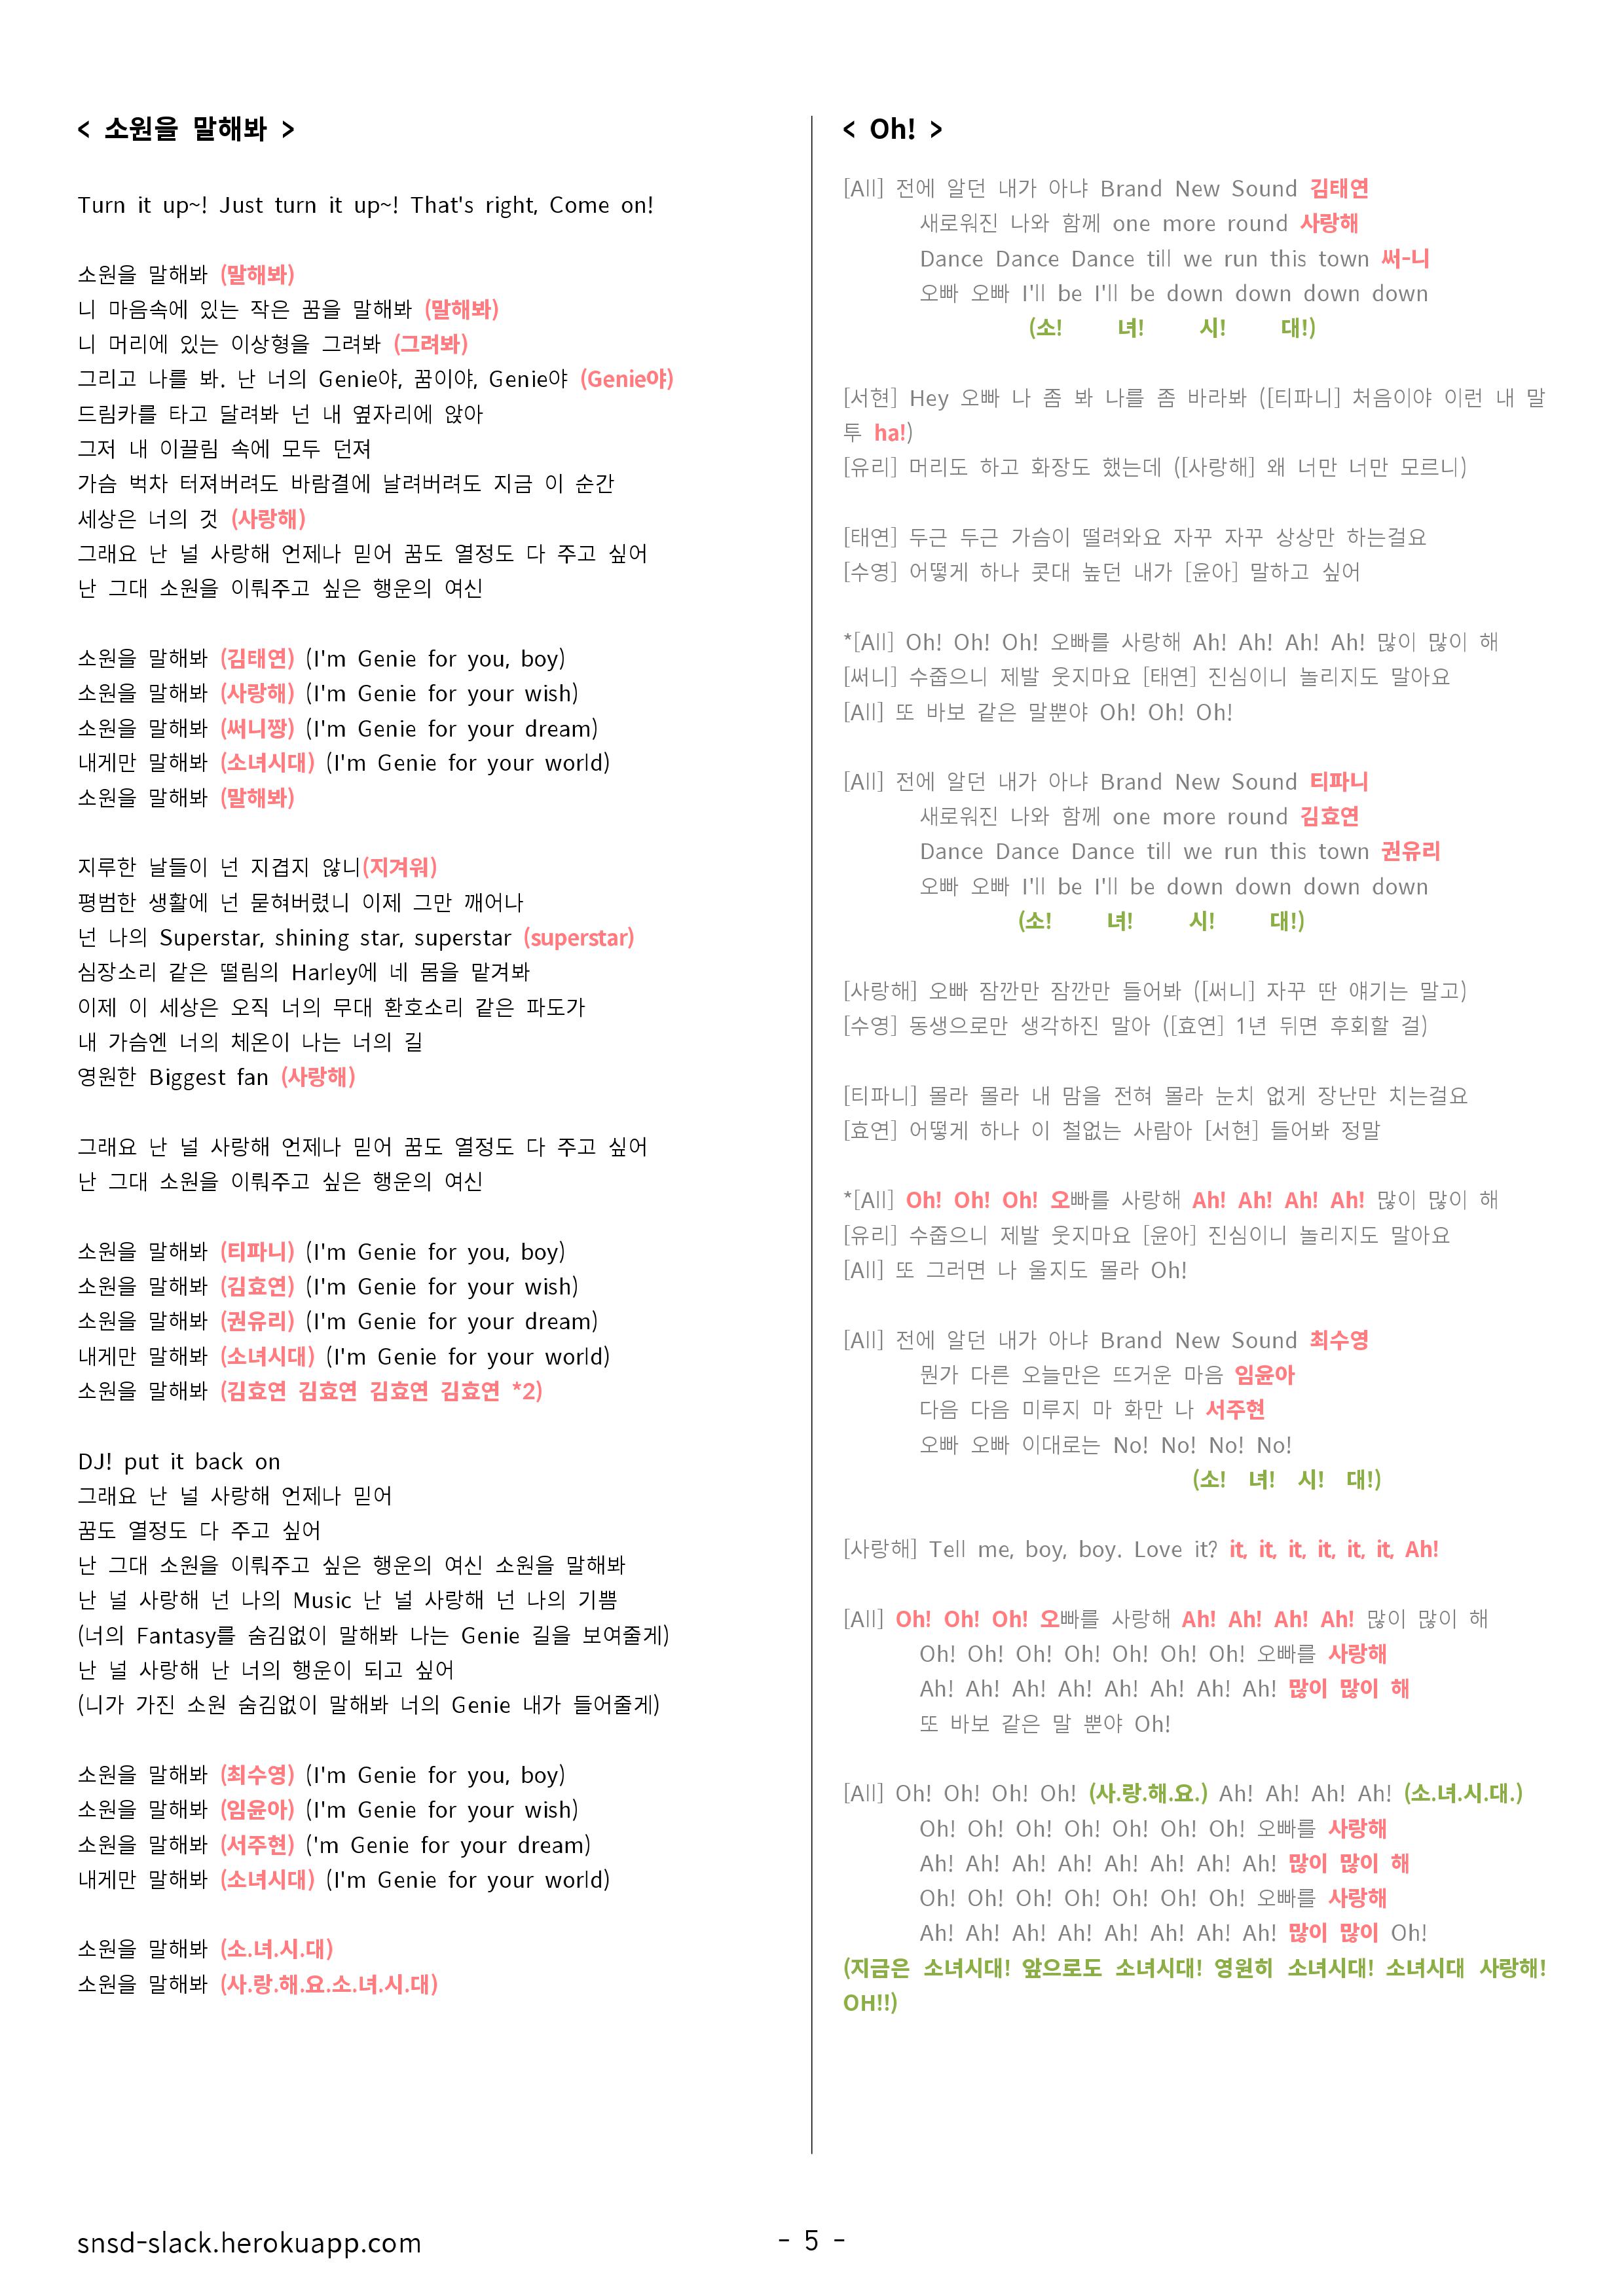 < 소원을 말해봐 >
Turn it up~! Just turn it up~! That's right, Come on!
소원을 말해봐 (말해봐)
니 마음속에 있는 작은 꿈을 말해봐 (말해봐)
니 머리에 있는 이상형을 그려봐 (그려봐)
그리고 나를 봐. 난 너의 Genie야, 꿈이야, Genie야 (Genie야)
드림카를 타고 달려봐 넌 내 옆자리에 앉아
그저 내 이끌림 속에 모두 던져
가슴 벅차 터져버려도 바람결에 날려버려도 지금 이 순간
세상은 너의 것 (사랑해)
그래요 난 널 사랑해 언제나 믿어 꿈도 열정도 다 주고 싶어
난 그대 소원을 이뤄주고 싶은 행운의 여신
소원을 말해봐 (김태연) (I'm Genie for you, boy)
소원을 말해봐 (사랑해) (I'm Genie for your wish)
소원을 말해봐 (써니짱) (I'm Genie for your dream)
내게만 말해봐 (소녀시대) (I'm Genie for your world)
소원을 말해봐 (말해봐)
지루한 날들이 넌 지겹지 않니(지겨워)
평범한 생활에 넌 묻혀버렸니 이제 그만 깨어나
넌 나의 Superstar, shining star, superstar (superstar)
심장소리 같은 떨림의 Harley에 네 몸을 맡겨봐
이제 이 세상은 오직 너의 무대 환호소리 같은 파도가
내 가슴엔 너의 체온이 나는 너의 길
영원한 Biggest fan (사랑해)
그래요 난 널 사랑해 언제나 믿어 꿈도 열정도 다 주고 싶어
난 그대 소원을 이뤄주고 싶은 행운의 여신
소원을 말해봐 (티파니) (I'm Genie for you, boy)
소원을 말해봐 (김효연) (I'm Genie for your wish)
소원을 말해봐 (권유리) (I'm Genie for your dream)
내게만 말해봐 (소녀시대) (I'm Genie for your world)
소원을 말해봐 (김효연 김효연 김효연 김효연 *2)
DJ! put it back on
그래요 난 널 사랑해 언제나 믿어
꿈도 열정도 다 주고 싶어
난 그대 소원을 이뤄주고 싶은 행운의 여신 소원을 말해봐
난 널 사랑해 넌 나의 Music 난 널 사랑해 넌 나의 기쁨
(너의 Fantasy를 숨김없이 말해봐 나는 Genie 길을 보여줄게)
난 널 사랑해 난 너의 행운이 되고 싶어
(니가 가진 소원 숨김없이 말해봐 너의 Genie 내가 들어줄게)
소원을 말해봐 (최수영) (I'm Genie for you, boy)
소원을 말해봐 (임윤아) (I'm Genie for your wish)
소원을 말해봐 (서주현) ('m Genie for your dream)
내게만 말해봐 (소녀시대) (I'm Genie for your world)
소원을 말해봐 (소.녀.시.대)
소원을 말해봐 (사.랑.해.요.소.녀.시.대)
< Oh! >
[All] 전에 알던 내가 아냐 Brand New Sound 김태연
새로워진 나와 함께 one more round 사랑해
Dance Dance Dance till we run this town 써-니
오빠 오빠 I'll be I'll be down down down down
(소! 녀! 시! 대!)
[서현] Hey 오빠 나 좀 봐 나를 좀 바라봐 ([티파니] 처음이야 이런 내 말
투 ha!)
[유리] 머리도 하고 화장도 했는데 ([사랑해] 왜 너만 너만 모르니)
[태연] 두근 두근 가슴이 떨려와요 자꾸 자꾸 상상만 하는걸요
[수영] 어떻게 하나 콧대 높던 내가 [윤아] 말하고 싶어
*[All] Oh! Oh! Oh! 오빠를 사랑해 Ah! Ah! Ah! Ah! 많이 많이 해
[써니] 수줍으니 제발 웃지마요 [태연] 진심이니 놀리지도 말아요
[All] 또 바보 같은 말뿐야 Oh! Oh! Oh!
[All] 전에 알던 내가 아냐 Brand New Sound 티파니
새로워진 나와 함께 one more round 김효연
Dance Dance Dance till we run this town 권유리
오빠 오빠 I'll be I'll be down down down down
(소! 녀! 시! 대!)
[사랑해] 오빠 잠깐만 잠깐만 들어봐 ([써니] 자꾸 딴 얘기는 말고)
[수영] 동생으로만 생각하진 말아 ([효연] 1년 뒤면 후회할 걸)
[티파니] 몰라 몰라 내 맘을 전혀 몰라 눈치 없게 장난만 치는걸요
[효연] 어떻게 하나 이 철없는 사람아 [서현] 들어봐 정말
*[All] Oh! Oh! Oh! 오빠를 사랑해 Ah! Ah! Ah! Ah! 많이 많이 해
[유리] 수줍으니 제발 웃지마요 [윤아] 진심이니 놀리지도 말아요
[All] 또 그러면 나 울지도 몰라 Oh!
[All] 전에 알던 내가 아냐 Brand New Sound 최수영
뭔가 다른 오늘만은 뜨거운 마음 임윤아
다음 다음 미루지 마 화만 나 서주현
오빠 오빠 이대로는 No! No! No! No!
(소! 녀! 시! 대!)
[사랑해] Tell me, boy, boy. Love it? it, it, it, it, it, it, Ah!
[All] Oh! Oh! Oh! 오빠를 사랑해 Ah! Ah! Ah! Ah! 많이 많이 해
Oh! Oh! Oh! Oh! Oh! Oh! Oh! 오빠를 사랑해
Ah! Ah! Ah! Ah! Ah! Ah! Ah! Ah! 많이 많이 해
또 바보 같은 말 뿐야 Oh!
[All] Oh! Oh! Oh! Oh! (사.랑.해.요.) Ah! Ah! Ah! Ah! (소.녀.시.대.)
Oh! Oh! Oh! Oh! Oh! Oh! Oh! 오빠를 사랑해
Ah! Ah! Ah! Ah! Ah! Ah! Ah! Ah! 많이 많이 해
Oh! Oh! Oh! Oh! Oh! Oh! Oh! 오빠를 사랑해
Ah! Ah! Ah! Ah! Ah! Ah! Ah! Ah! 많이 많이 Oh!
(지금은 소녀시대! 앞으로도 소녀시대! 영원히 소녀시대! 소녀시대 사랑해!
OH!!)
snsd-slack.herokuapp.com
- 5 -